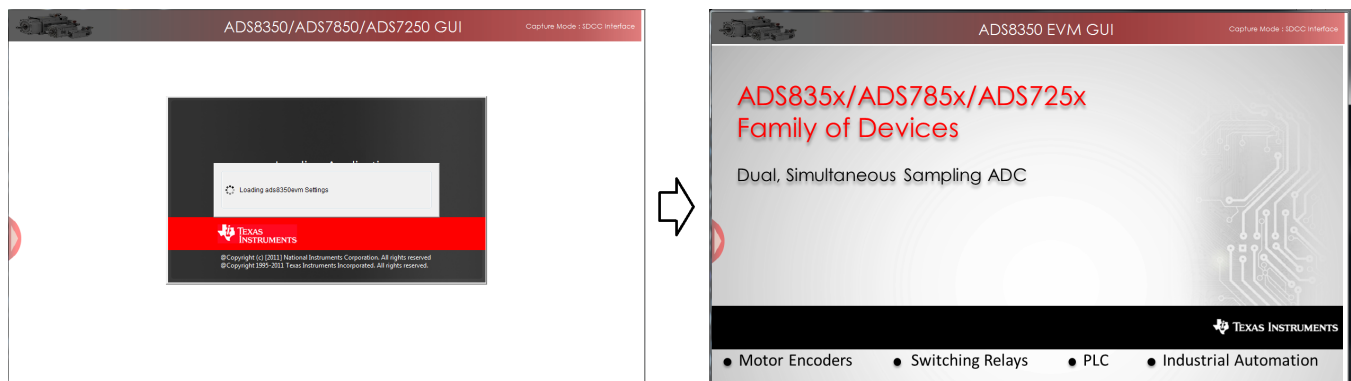 ADS8350/ADS7850/ADS7250 GUI
Capture Mode : SDCC Interface
Loading ads8350evm Settings
TEXAS
INSTRUMENTS
©Copyright (c) [2011] National Instruments Corporation. All rights reserved
©Copyright 1995-2011 Texas Instruments Incorporated. All rights reserved.
ADS8350 EVM GUI
Capture Mode : SDCC Interface
ADS835x/ADS785x/ADS725x
Family of Devices
Dual, Simultaneous Sampling ADC
TEXAS INSTRUMENTS
• Motor Encoders • Switching Relays • PLC • Industrial Automation